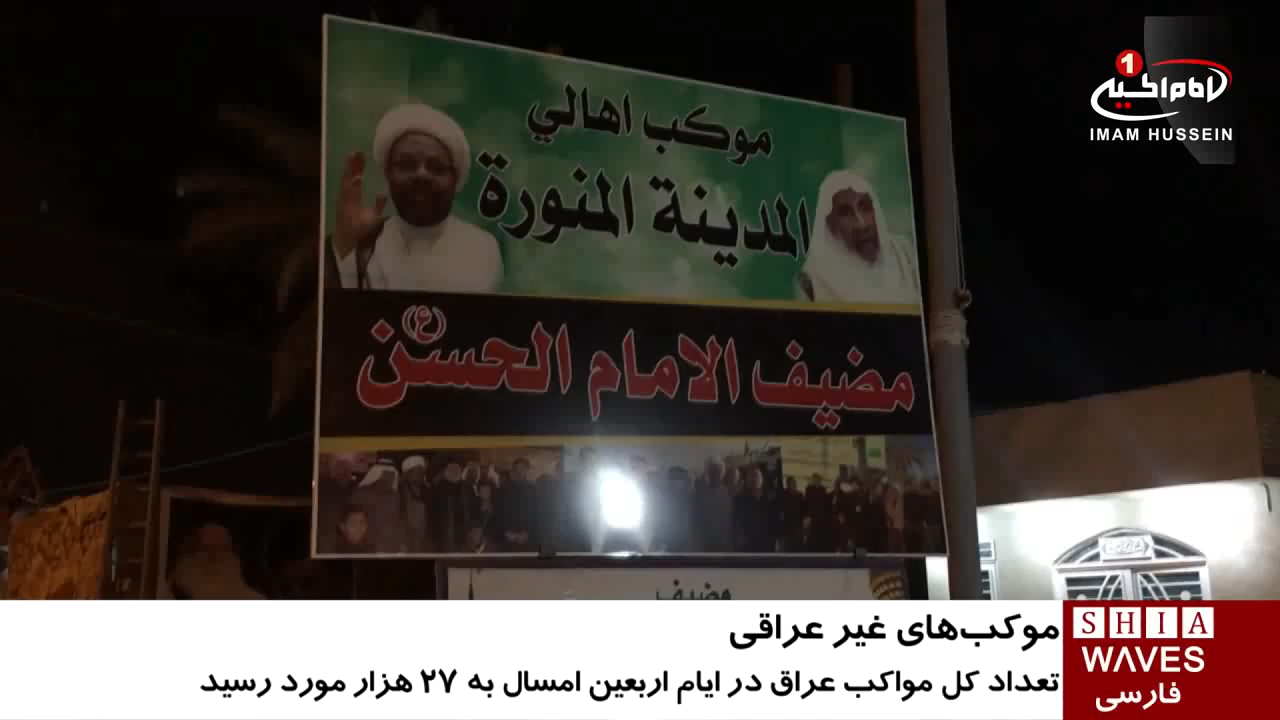 امام حسین 1
IMAM HUSSEIN
موكب اهالي
المدينة المنورة
مضيف الامام الحسن (ع)
مضيف
موکب‌های غیر عراقی
تعداد کل مواکب عراق در ایام اربعین امسال به ۲۷ هزار مورد رسید
SHIA
WAVES
فارسی